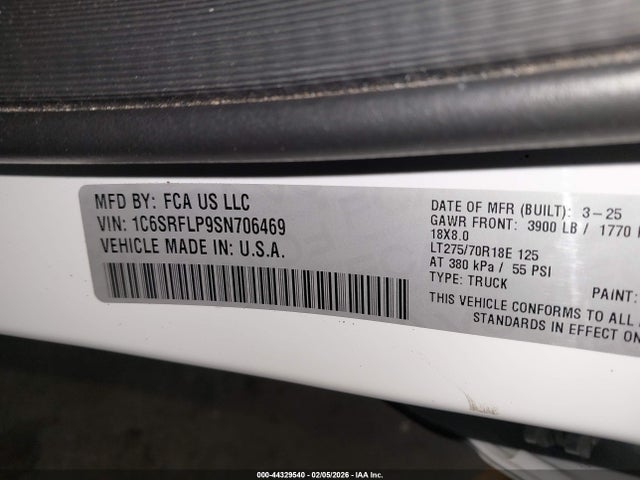 MFD BY: FCA US LLC
VIN: 1C6SRFLP9SN706469
VEHICLE MADE IN: U.S.A.
DATE OF MFR (BUILT): 3-25
GAWR FRONT: 3900 LB / 1770
18X8.0
LT275/70R18E 125
AT 380 kPa / 55 PSI
TYPE: TRUCK
PAINT:
THIS VEHICLE CONFORMS TO ALL
STANDARDS IN EFFECT ON
000-44329540 - 02/05/2026 - IAA Inc.